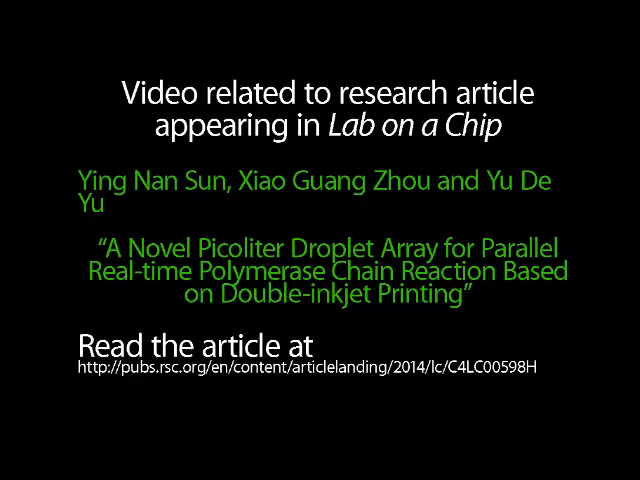 Video related to research article
appearing in Lab on a Chip
Ying Nan Sun, Xiao Guang Zhou and Yu De
Yu
“A Novel Picoliter Droplet Array for Parallel
Real-time Polymerase Chain Reaction Based
on Double-inkjet Printing”
Read the article at
http://pubs.rsc.org/en/content/articlelanding/2014/lc/C4LC00598H